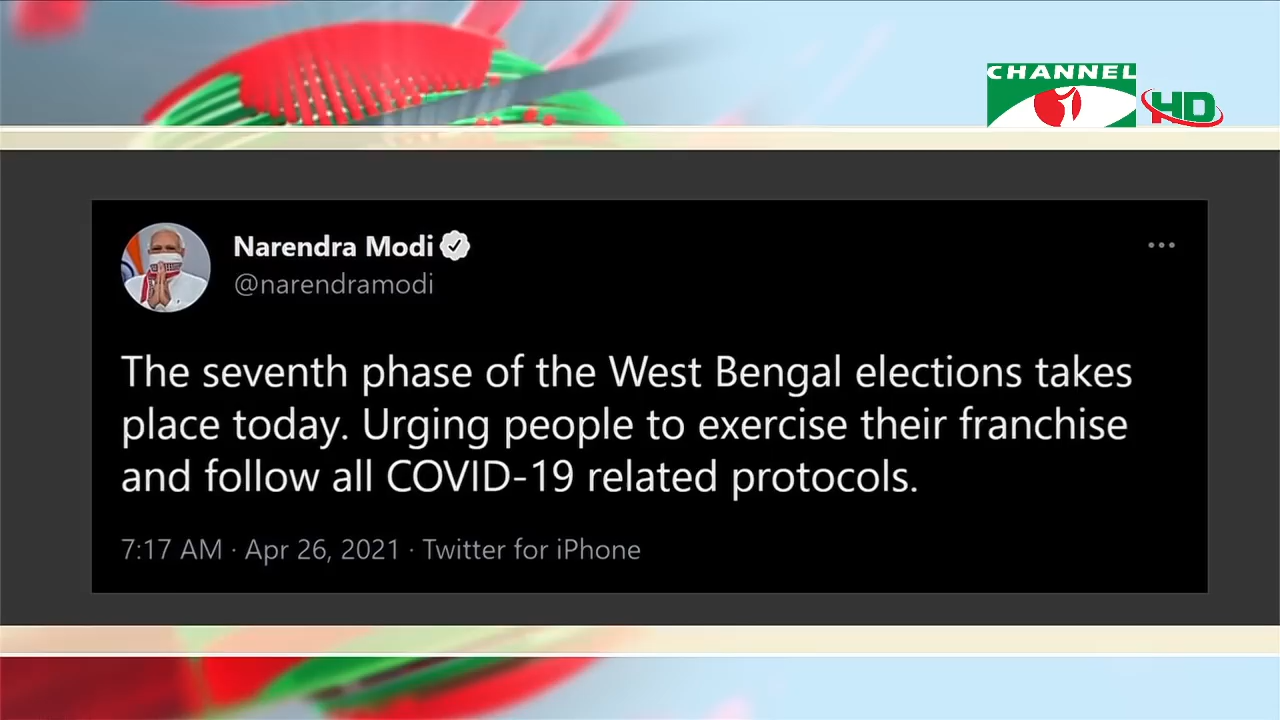 CHANNEL
i HD
Narendra Modi
@narendramodi
The seventh phase of the West Bengal elections takes
place today. Urging people to exercise their franchise
and follow all COVID-19 related protocols.
7:17 AM · Apr 26, 2021 · Twitter for iPhone